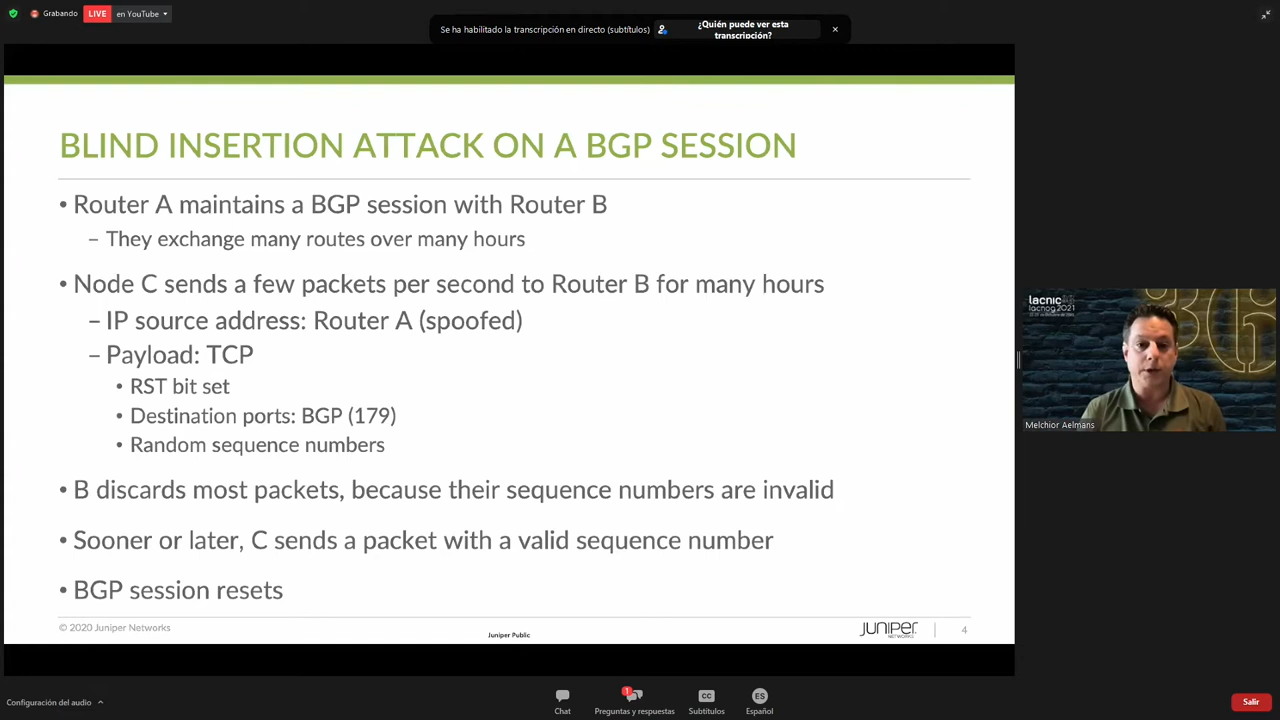 Grabando
LIVE
en YouTube
Se ha habilitado la transcripción en directo (subtítulos)
¿Quién puede ver esta
transcripción?
BLIND INSERTION ATTACK ON A BGP SESSION
• Router A maintains a BGP session with Router B
– They exchange many routes over many hours
• Node C sends a few packets per second to Router B for many hours
– IP source address: Router A (spoofed)
– Payload: TCP
• RST bit set
• Destination ports: BGP (179)
• Random sequence numbers
• B discards most packets, because their sequence numbers are invalid
• Sooner or later, C sends a packet with a valid sequence number
• BGP session resets
© 2020 Juniper Networks
Juniper Public
JUNIPER
NETWORKS
4
lacnic
lacnog 2021
Melchior Aelmans
Configuración del audio
Chat
1
Preguntas y respuestas
CC
Subtítulos
ES
Español
Salir